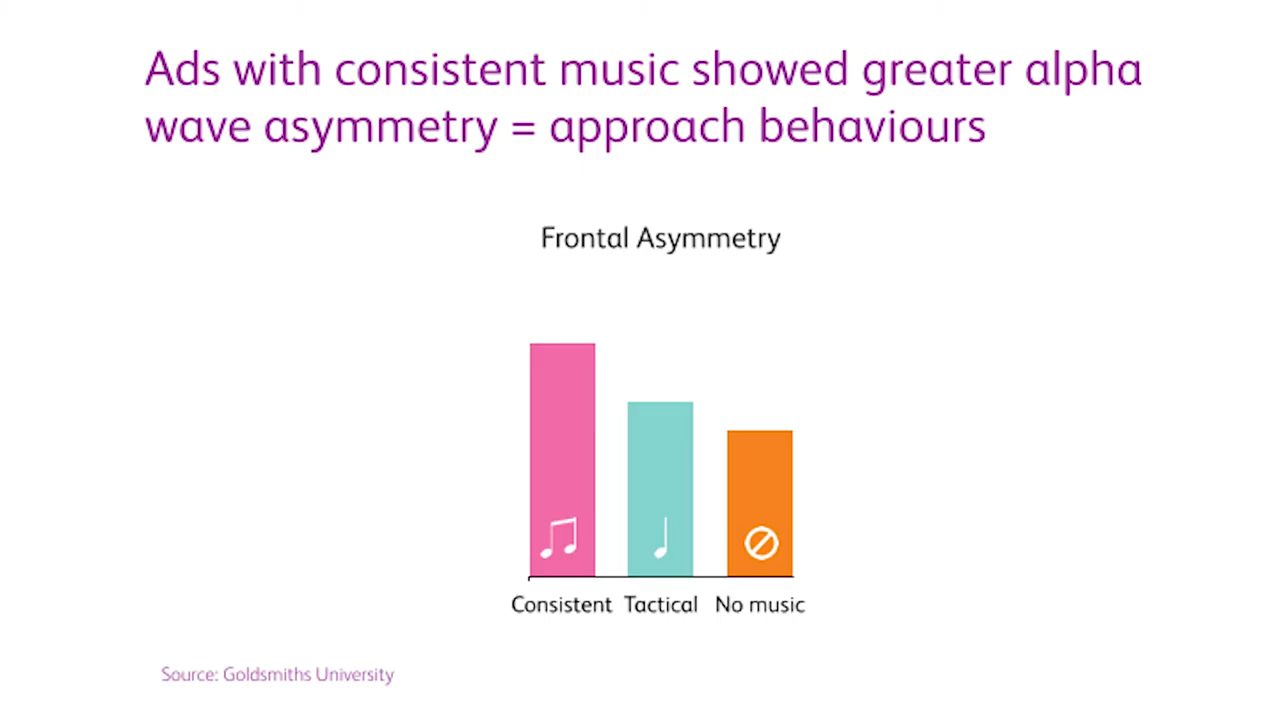 Ads with consistent music showed greater alpha
wave asymmetry = approach behaviours
Frontal Asymmetry
Consistent Tactical No music
Source: Goldsmiths University